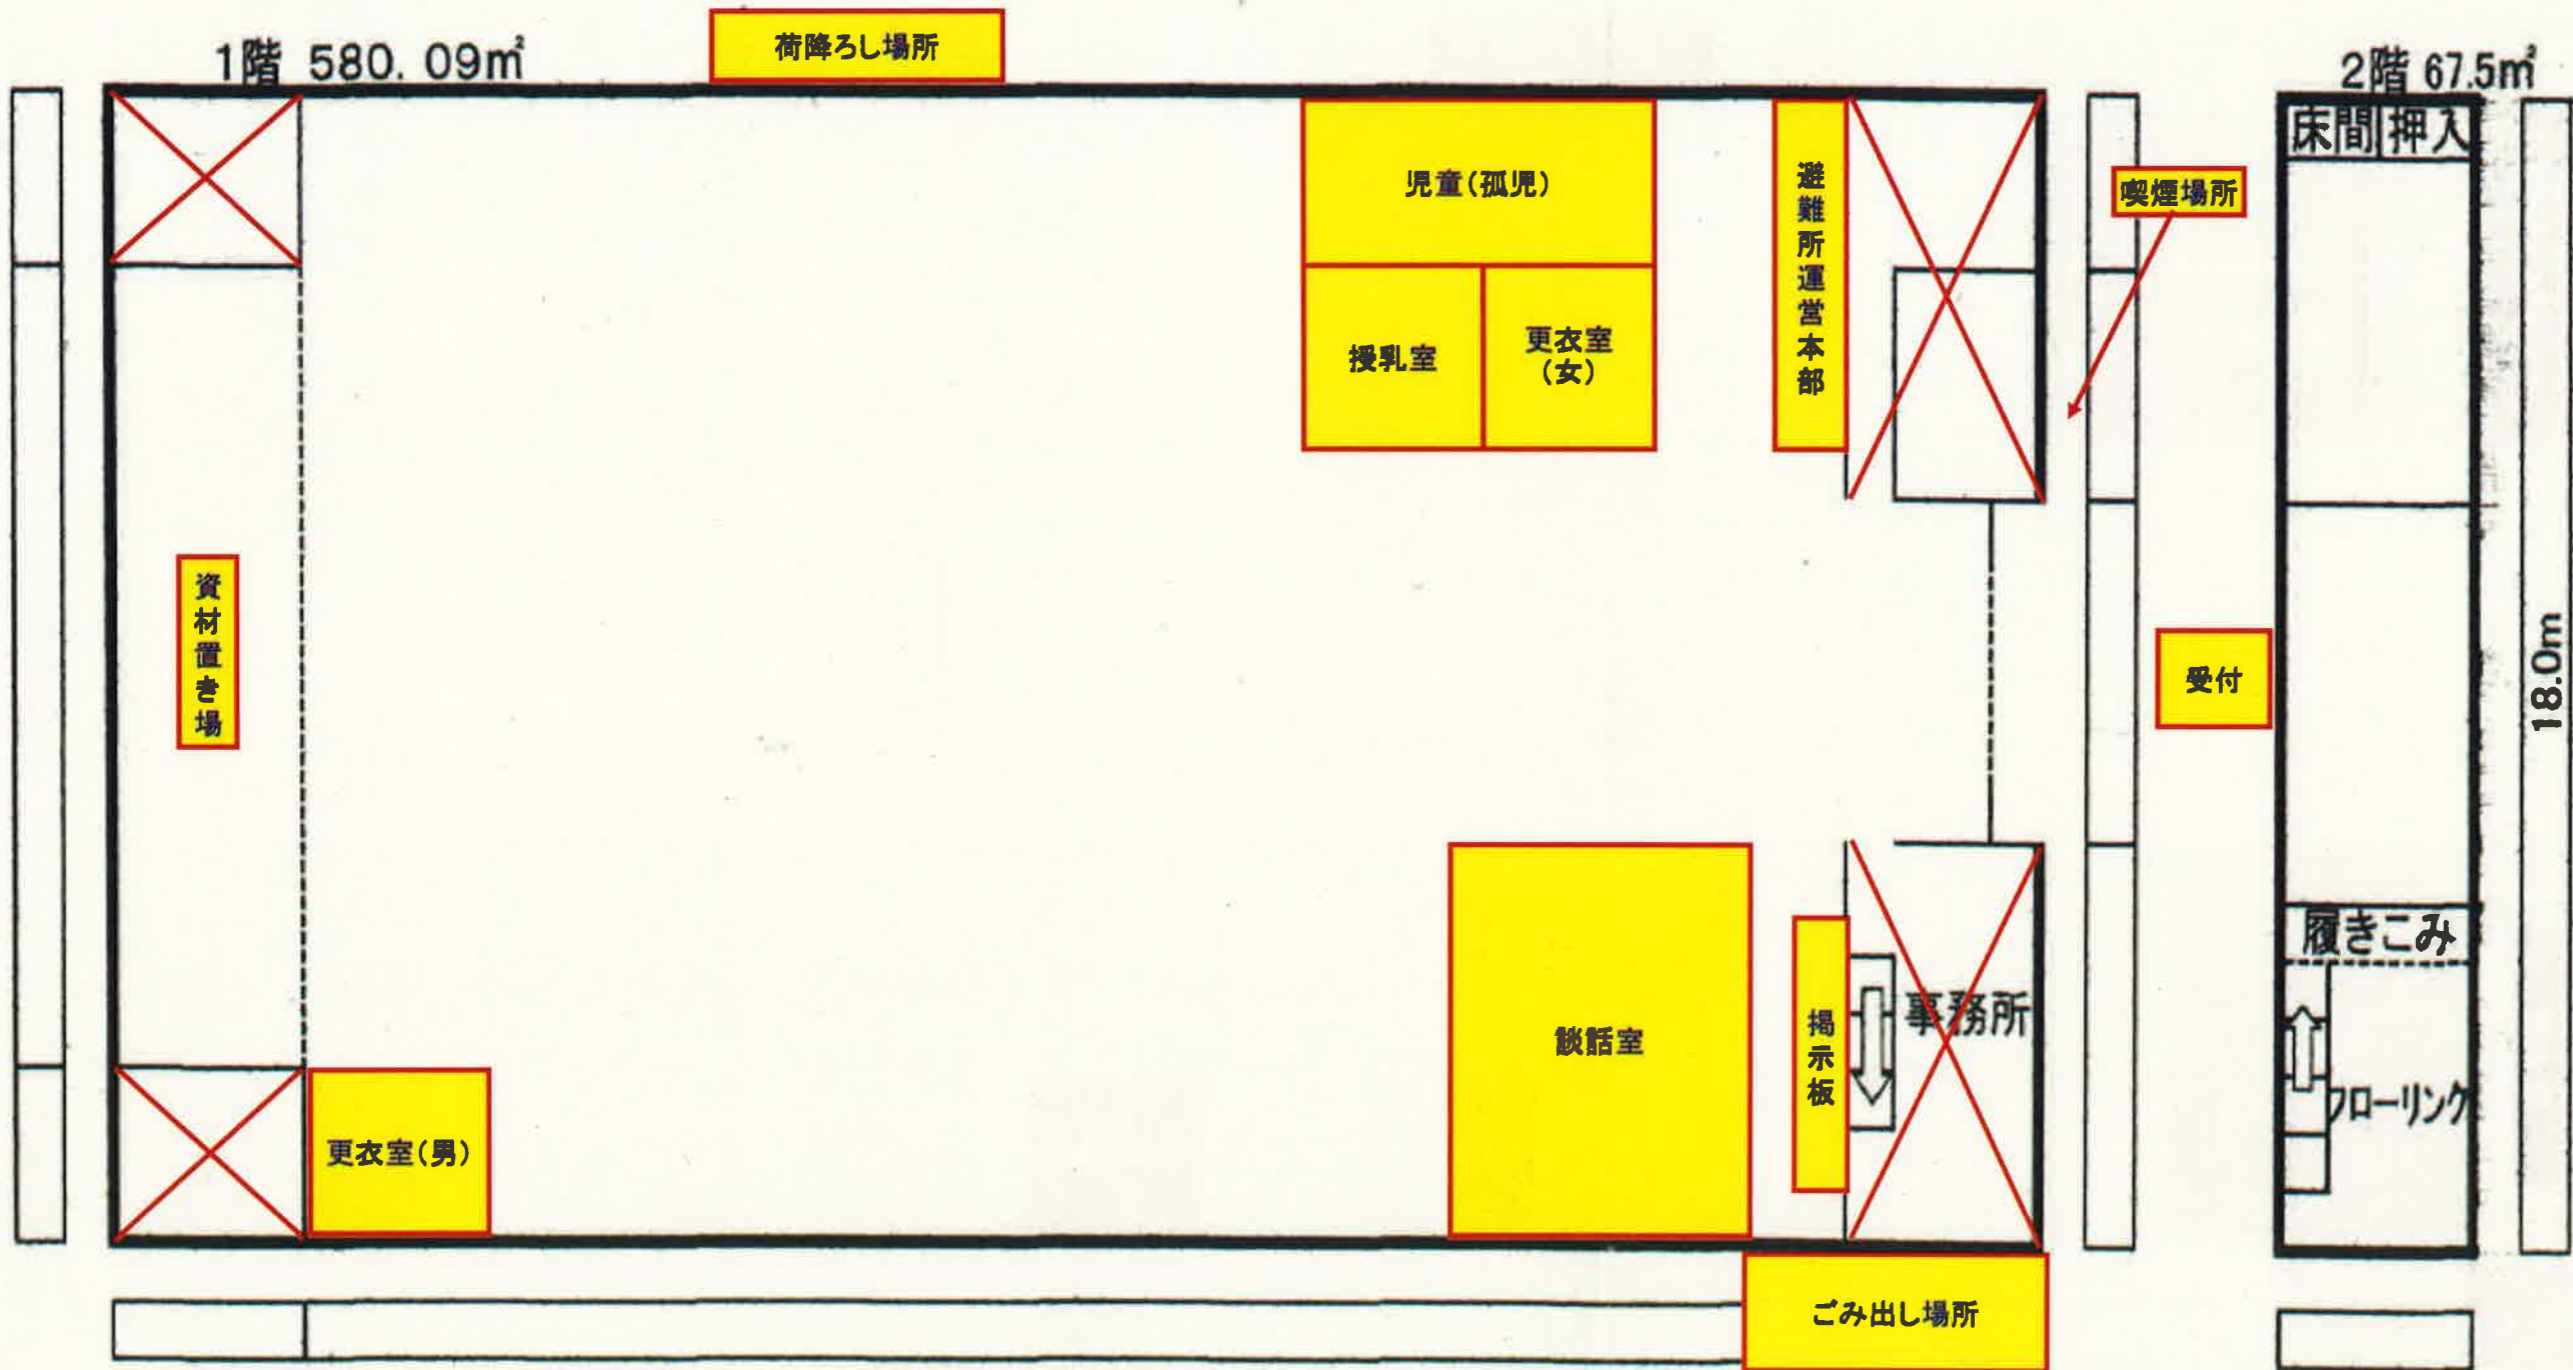 1階 580.09㎡
荷降ろし場所
2階 67.5㎡
床間
押入
児童(孤児)
避難所運営本部
喫煙場所
授乳室
更衣室
(女)
資材置き場
受付
18.0m
履きこみ
談話室
掲示板
事務所
フローリング
更衣室(男)
ごみ出し場所